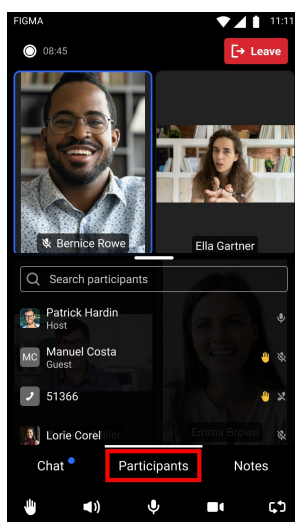 FIGMA
11:11
08:45
Leave
Bernice Rowe
Ella Gartner
Search participants
Patrick Hardin
Host
MC
Manuel Costa
Guest
51366
Lorie Corel
Emma Brown
Chat
Participants
Notes